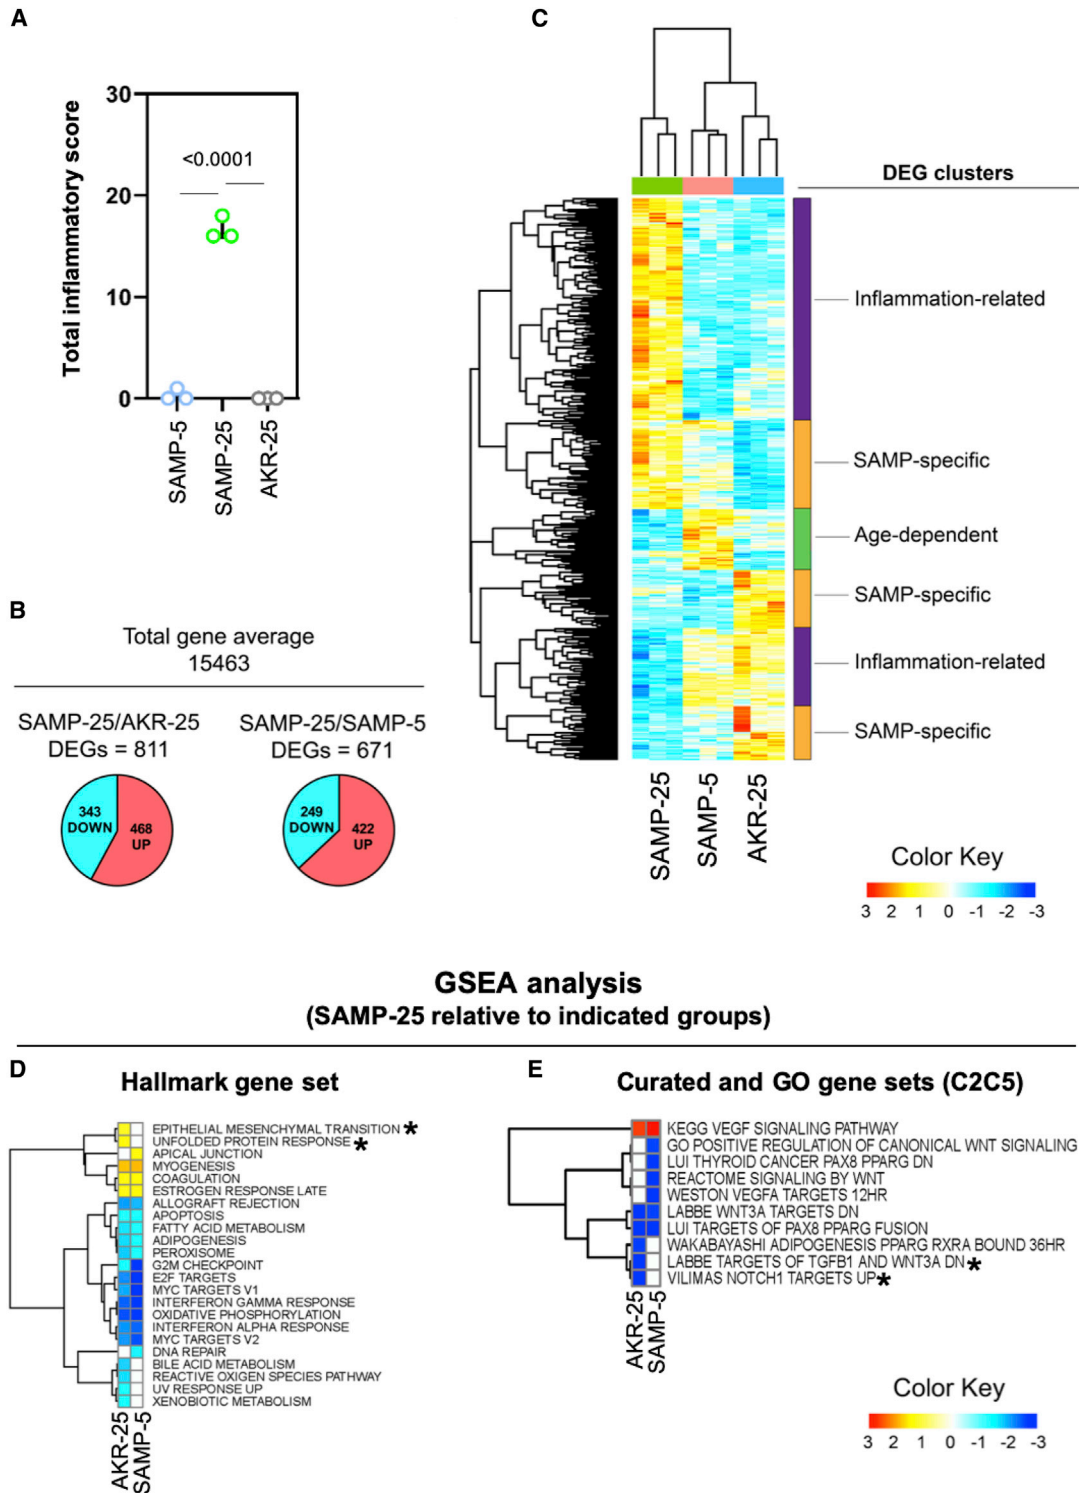 A
Total inflammatory score
30
20
10
0
<0.0001
SAMP-5
SAMP-25
AKR-25
B
Total gene average
15463
SAMP-25/AKR-25
DEGs = 811
343
DOWN
468
UP
SAMP-25/SAMP-5
DEGs = 671
249
DOWN
422
UP
C
DEG clusters
Inflammation-related
SAMP-specific
Age-dependent
SAMP-specific
Inflammation-related
SAMP-specific
SAMP-25
SAMP-5
AKR-25
Color Key
3 2 1 0 -1 -2 -3
GSEA analysis
(SAMP-25 relative to indicated groups)
D
Hallmark gene set
EPITHELIAL MESENCHYMAL TRANSITION *
UNFOLDED PROTEIN RESPONSE *
APICAL JUNCTION
MYOGENESIS
COAGULATION
ESTROGEN RESPONSE LATE
ALLOGRAFT REJECTION
APOPTOSIS
FATTY ACID METABOLISM
ADIPOGENESIS
PEROXISOME
G2M CHECKPOINT
E2F TARGETS
MYC TARGETS V1
INTERFERON GAMMA RESPONSE
OXIDATIVE PHOSPHORYLATION
INTERFERON ALPHA RESPONSE
MYC TARGETS V2
DNA REPAIR
BILE ACID METABOLISM
REACTIVE OXIGEN SPECIES PATHWAY
UV RESPONSE UP
XENOBIOTIC METABOLISM
AKR-25
SAMP-5
E
Curated and GO gene sets (C2C5)
KEGG VEGF SIGNALING PATHWAY
GO POSITIVE REGULATION OF CANONICAL WNT SIGNALING
LUI THYROID CANCER PAX8 PPARG DN
REACTOME SIGNALING BY WNT
WESTON VEGFA TARGETS 12HR
LABBE WNT3A TARGETS DN
LUI TARGETS OF PAX8 PPARG FUSION
WAKABAYASHI ADIPOGENESIS PPARG RXRA BOUND 36HR
LABBE TARGETS OF TGFB1 AND WNT3A DN *
VILIMAS NOTCH1 TARGETS UP *
AKR-25
SAMP-5
Color Key
3 2 1 0 -1 -2 -3